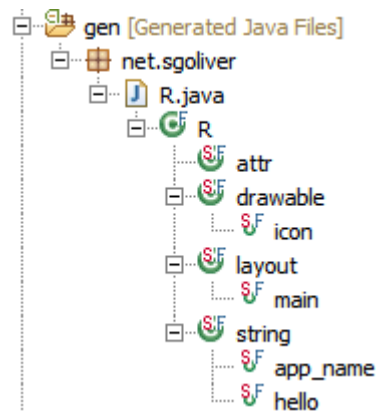 gen [Generated Java Files]
net.sgoliver
R.java
R
attr
drawable
icon
layout
main
string
app_name
hello